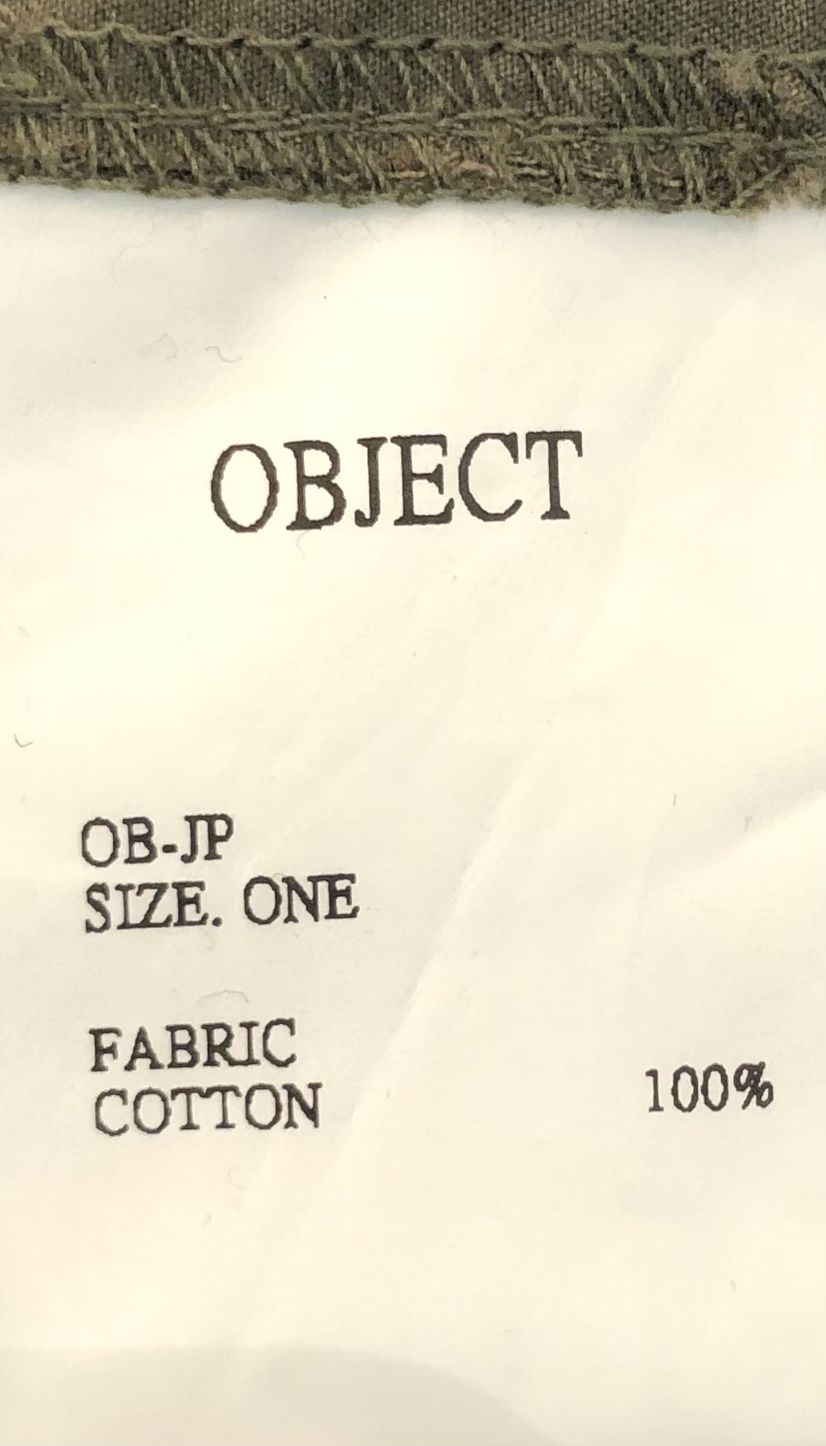 OBJECT
OB-JP
SIZE. ONE
FABRIC
COTTON 100%